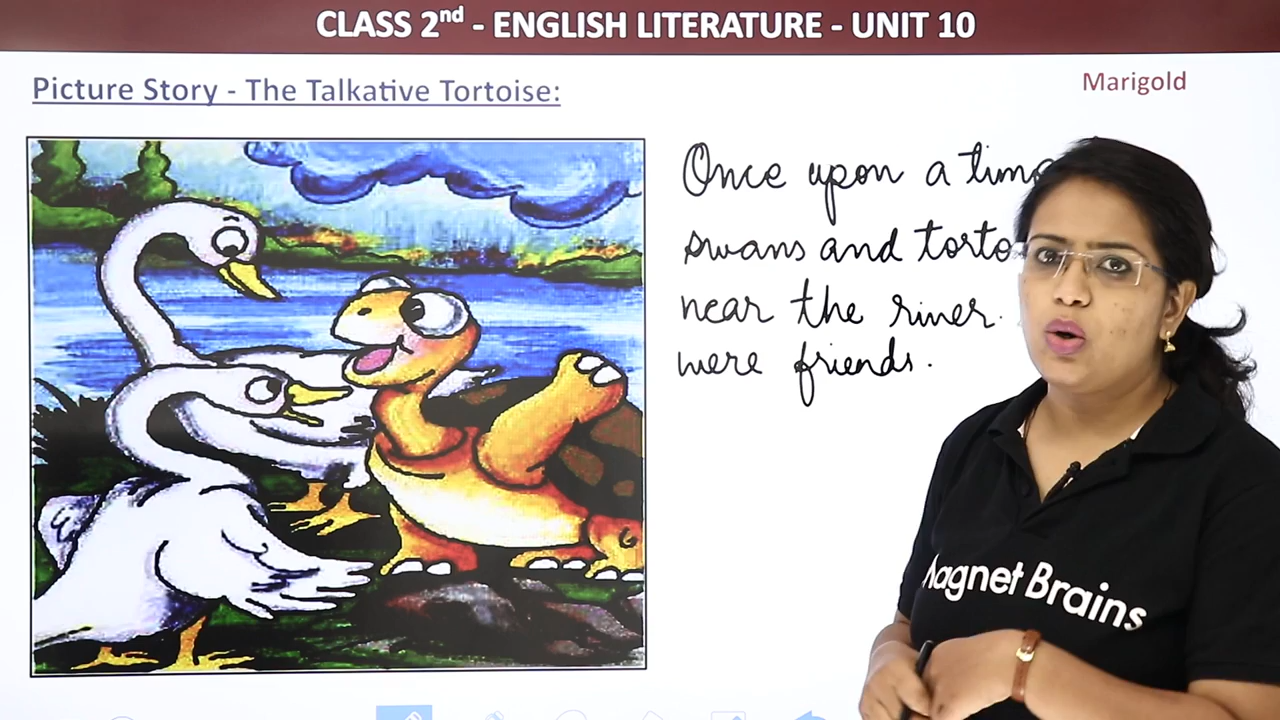 CLASS 2nd - ENGLISH LITERATURE - UNIT 10
Picture Story - The Talkative Tortoise:
Marigold
Once upon a time
swans and torto
near the river.
were friends.
Magnet Brains